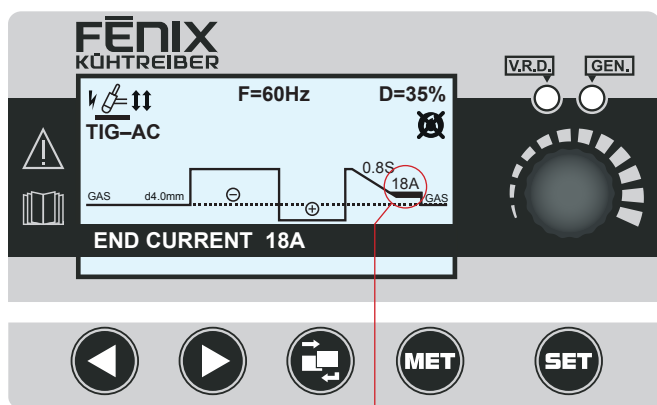 FĒNIX
KÜHTREIBER
V.R.D.
GEN.
F=60Hz
D=35%
TIG–AC
0.8S
18A
GAS
d4.0mm
GAS
END CURRENT 18A
MET
SET